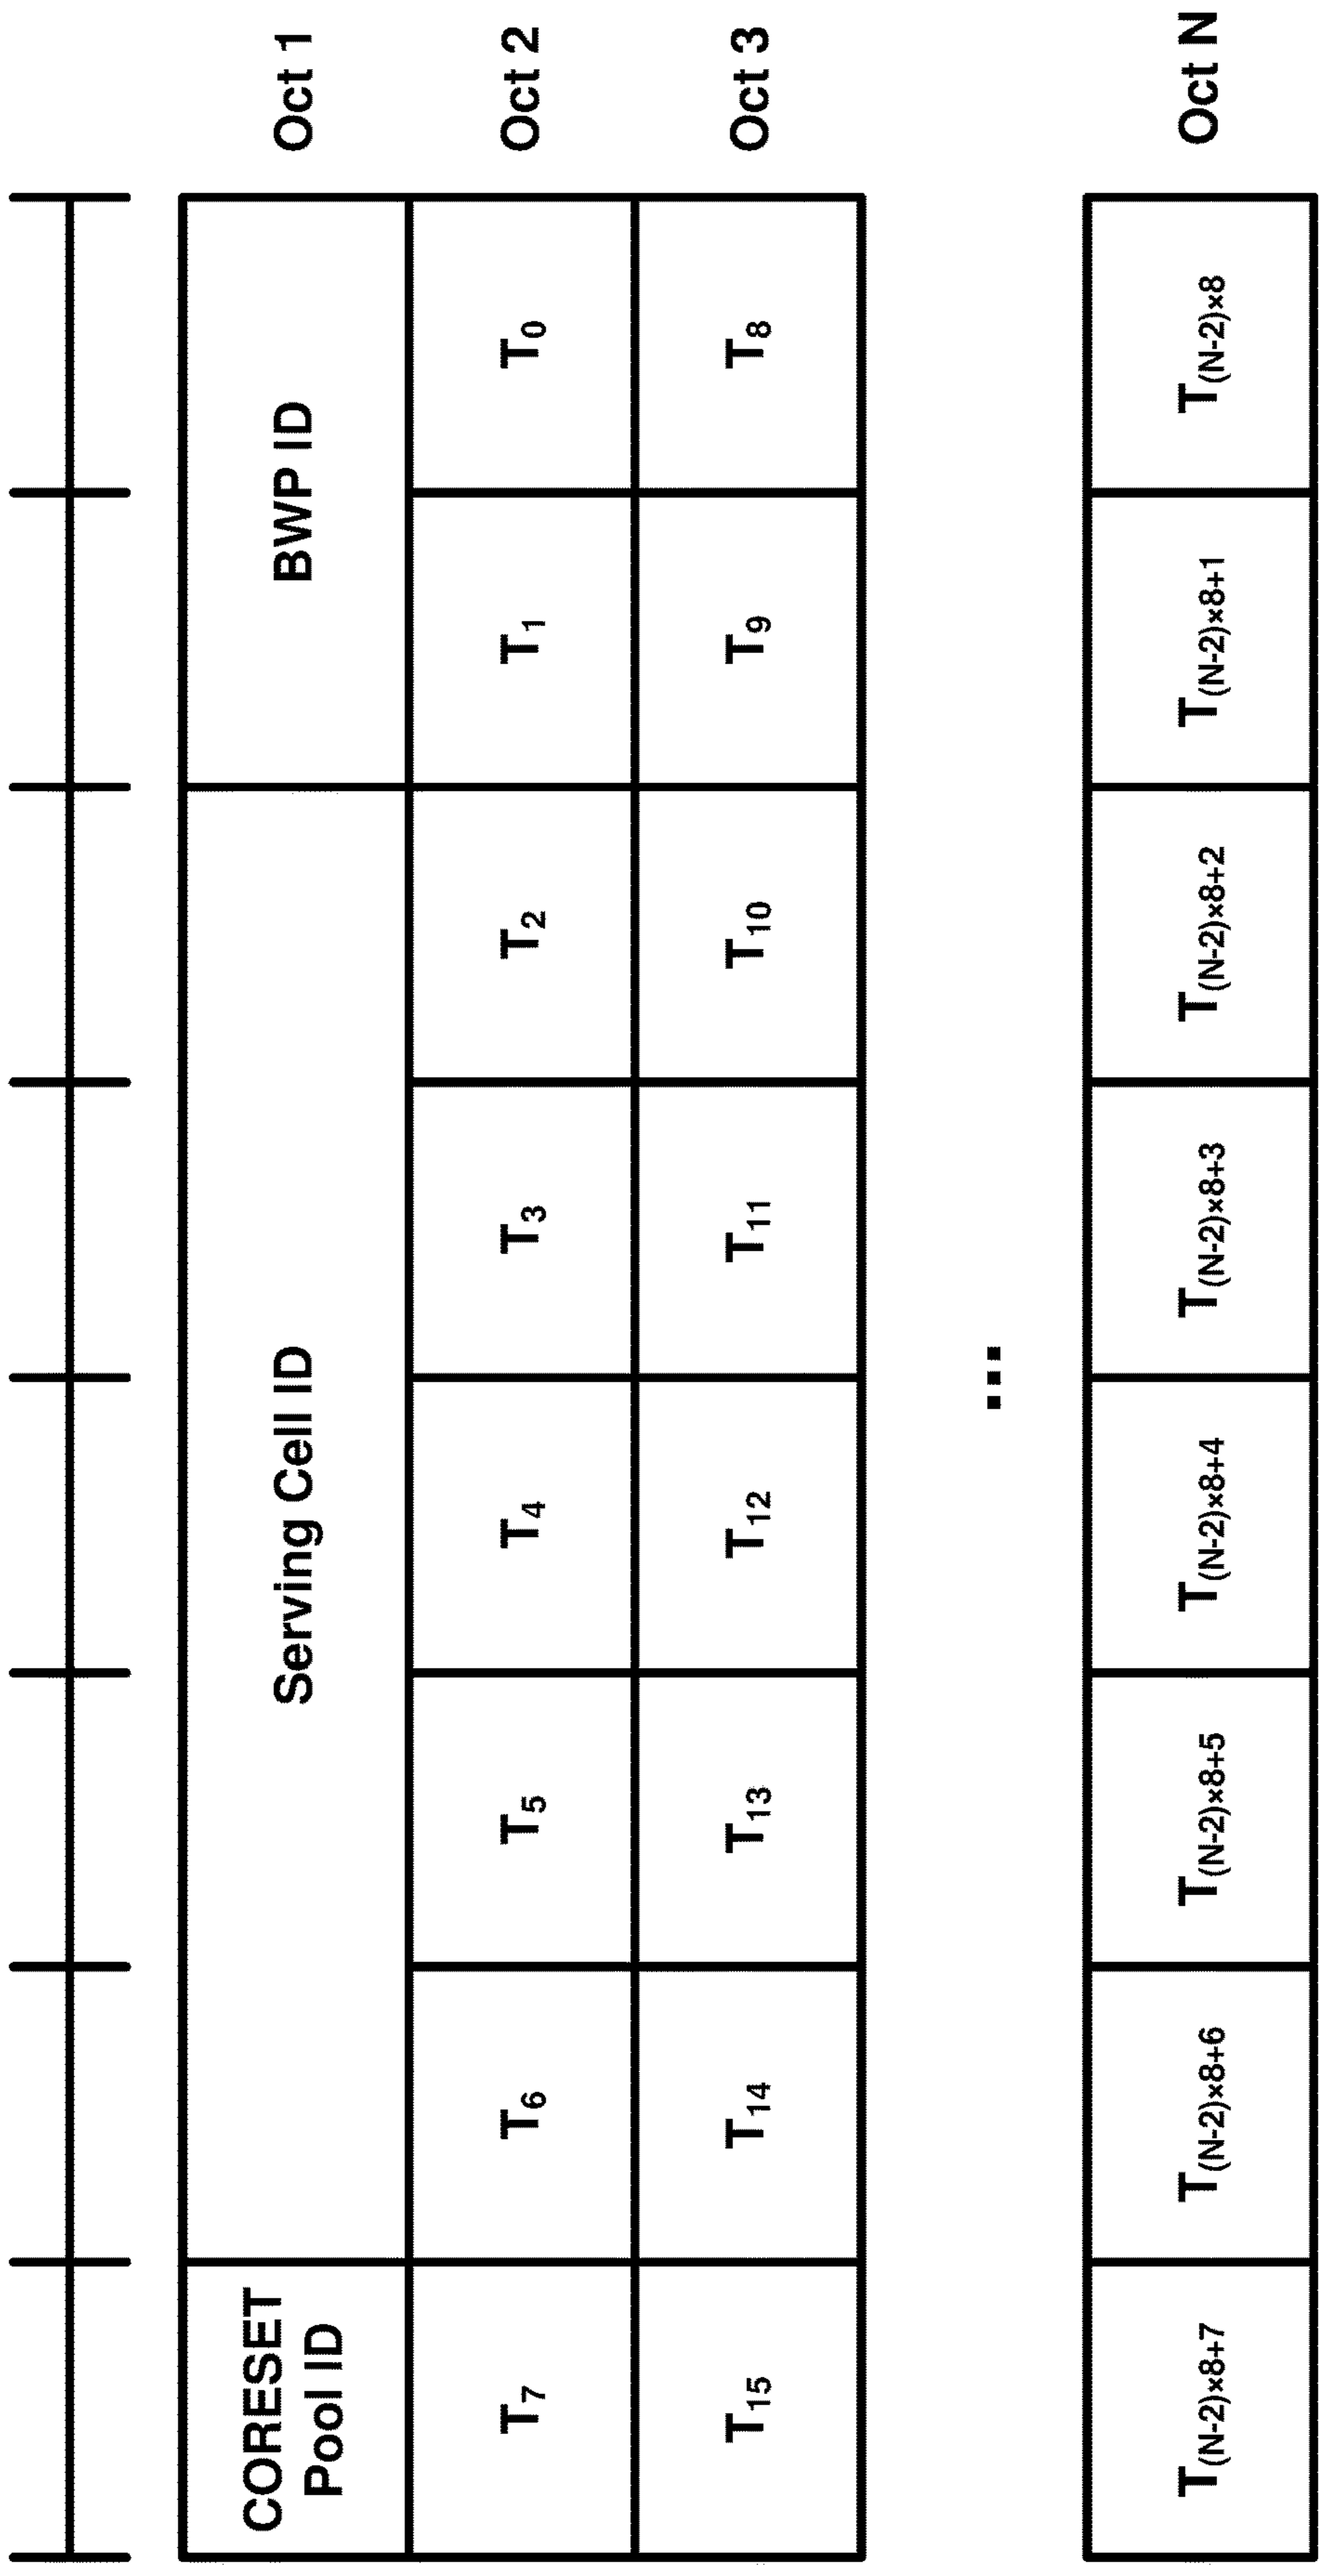 CORESET
Pool ID
Serving Cell ID
BWP ID
Oct 1
T7 T6 T5 T4 T3 T2 T1 T0 Oct 2
T15 T14 T13 T12 T11 T10 T9 T8 Oct 3
...
T(N-2)×8+7 T(N-2)×8+6 T(N-2)×8+5 T(N-2)×8+4 T(N-2)×8+3 T(N-2)×8+2 T(N-2)×8+1 T(N-2)×8 Oct N